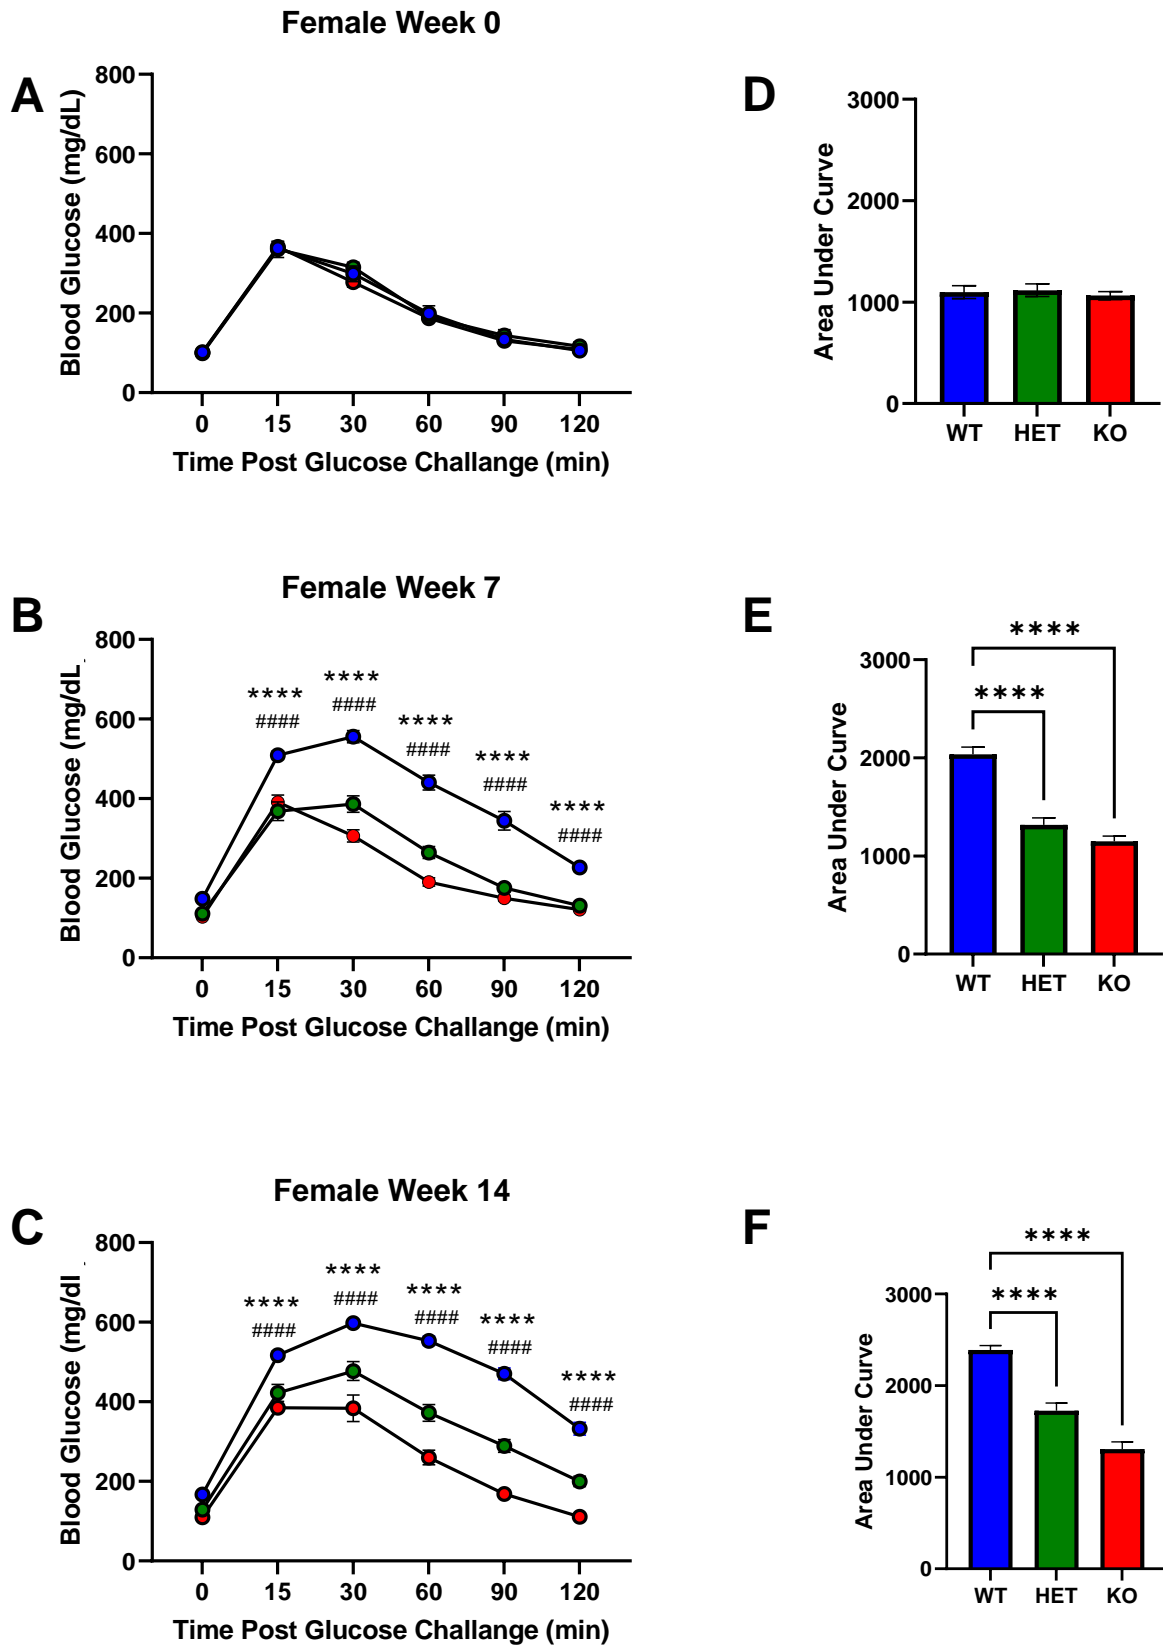 Female Week 0
A
800
600
400
200
0
Blood Glucose (mg/dL)
0 15 30 60 90 120
Time Post Glucose Challange (min)
D
3000
2000
1000
0
Area Under Curve
WT HET KO
Female Week 7
B
800
600
400
200
0
Blood Glucose (mg/dL
**** **** **** **** ****
#### #### #### #### ####
0 15 30 60 90 120
Time Post Glucose Challange (min)
E
****
****
3000
2000
1000
0
Area Under Curve
WT HET KO
Female Week 14
C
800
600
400
200
0
Blood Glucose (mg/dl
**** **** **** **** ****
#### #### #### #### ####
0 15 30 60 90 120
Time Post Glucose Challange (min)
F
****
****
3000
2000
1000
0
Area Under Curve
WT HET KO